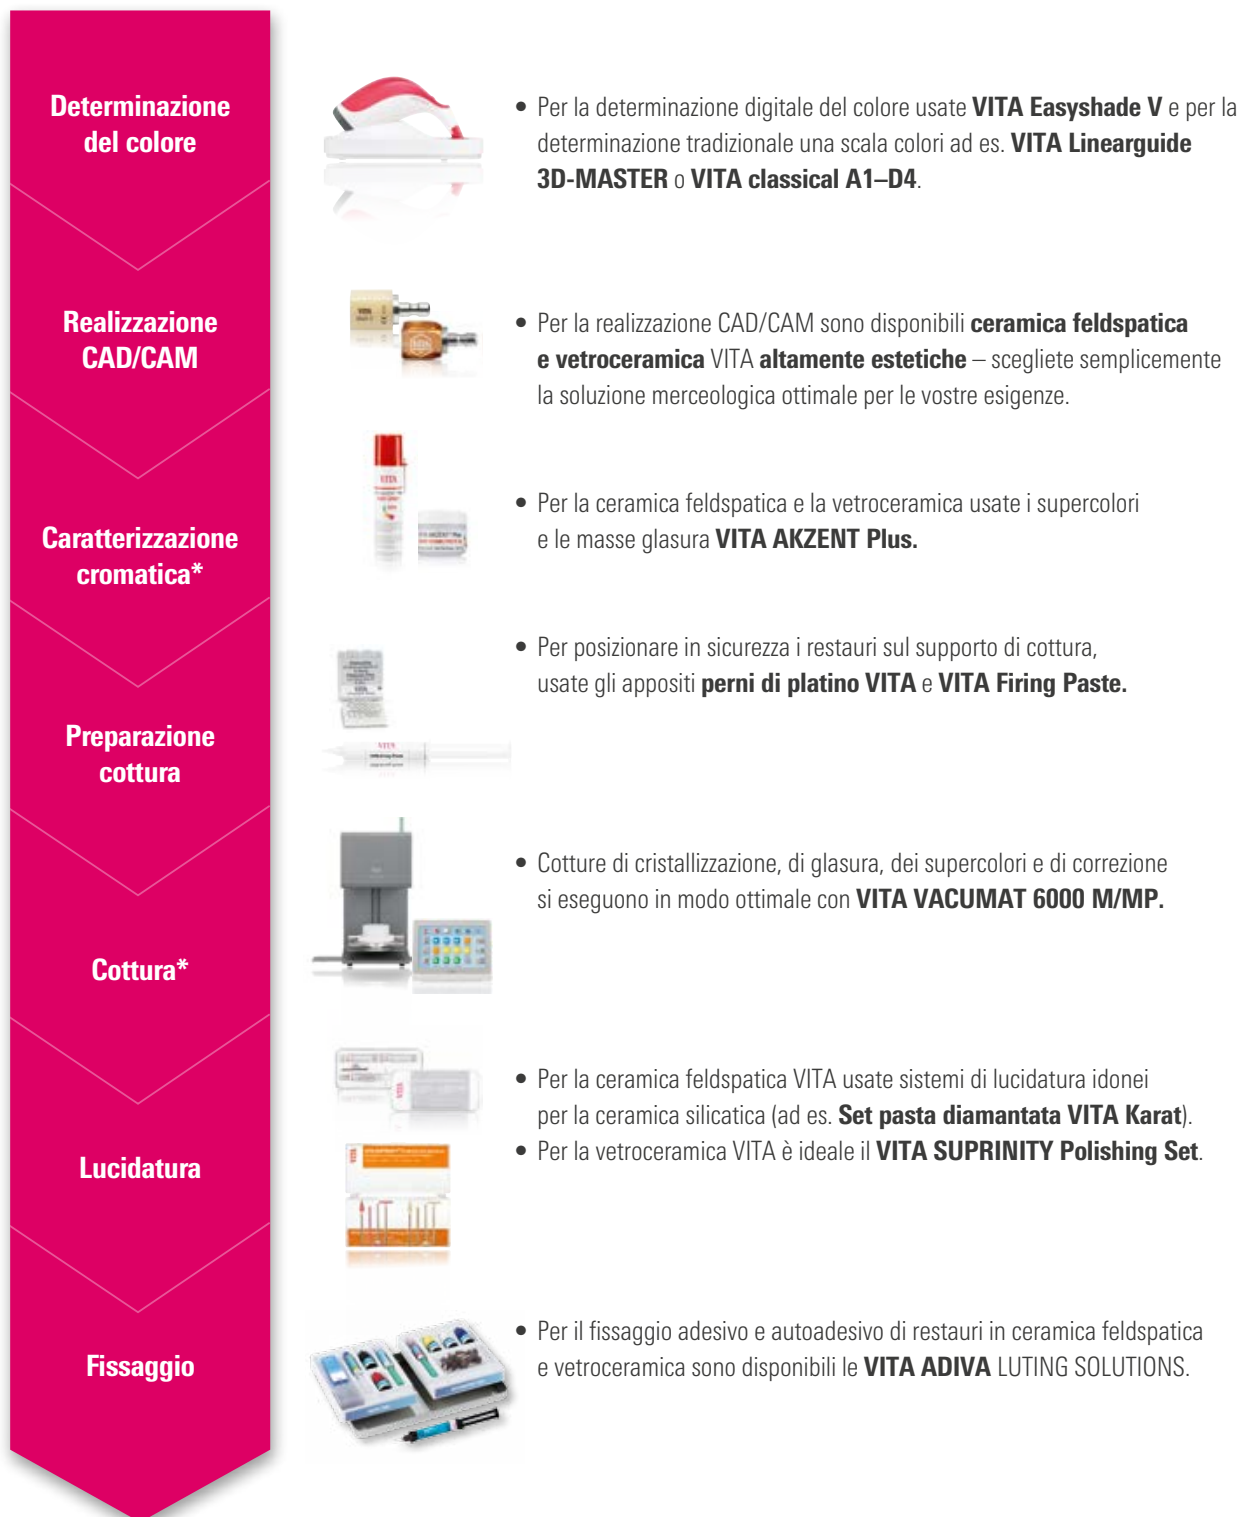 Determinazione
del colore
• Per la determinazione digitale del colore usate VITA Easyshade V e per la
determinazione tradizionale una scala colori ad es. VITA Linearguide
3D-MASTER o VITA classical A1–D4.
Realizzazione
CAD/CAM
• Per la realizzazione CAD/CAM sono disponibili ceramica feldspatica
e vetroceramica VITA altamente estetiche – scegliete semplicemente
la soluzione merceologica ottimale per le vostre esigenze.
Caratterizzazione
cromatica*
VITA
• Per la ceramica feldspatica e la vetroceramica usate i supercolori
e le masse glasura VITA AKZENT Plus.
Preparazione
cottura
VITA
• Per posizionare in sicurezza i restauri sul supporto di cottura,
usate gli appositi perni di platino VITA e VITA Firing Paste.
Cottura*
• Cotture di cristallizzazione, di glasura, dei supercolori e di correzione
si eseguono in modo ottimale con VITA VACUMAT 6000 M/MP.
Lucidatura
VITA
• Per la ceramica feldspatica VITA usate sistemi di lucidatura idonei
per la ceramica silicatica (ad es. Set pasta diamantata VITA Karat).
• Per la vetroceramica VITA è ideale il VITA SUPRINITY Polishing Set.
Fissaggio
• Per il fissaggio adesivo e autoadesivo di restauri in ceramica feldspatica
e vetroceramica sono disponibili le VITA ADIVA LUTING SOLUTIONS.